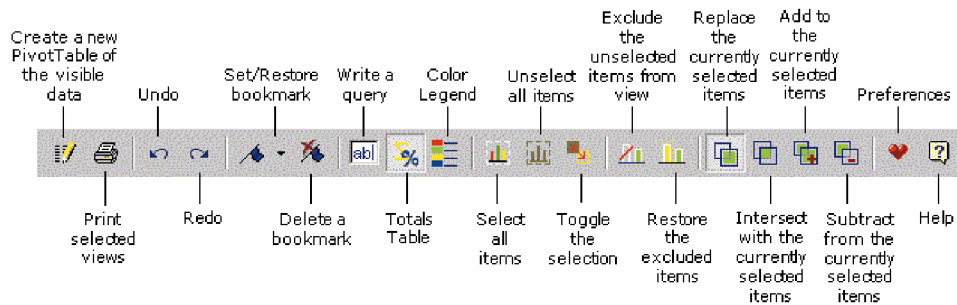 Create a new
PivotTable of
the visible
data
Undo
Set/Restore
bookmark
Write a
query
Color
Legend
Unselect
all items
Exclude
the
unselected
items from
view
Replace
the
currently
selected
items
Add to
the
currently
selected
items
Preferences
ab|
%
?
Print
selected
views
Redo
Delete a
bookmark
Totals
Table
Select
all
items
Toggle
the
selection
Restore
the
excluded
items
Intersect
with the
currently
selected
items
Subtract
from the
currently
selected
items
Help